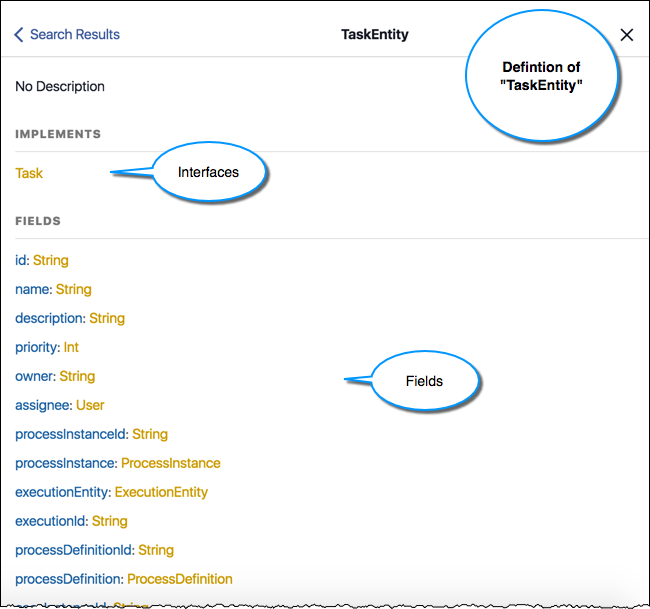 Search Results
TaskEntity
Defintion of
"TaskEntity"
No Description
IMPLEMENTS
Task
Interfaces
FIELDS
id: String
name: String
description: String
priority: Int
owner: String
Fields
assignee: User
processInstanceId: String
processInstance: ProcessInstance
executionEntity: ExecutionEntity
executionId: String
processDefinitionId: String
processDefinition: ProcessDefinition